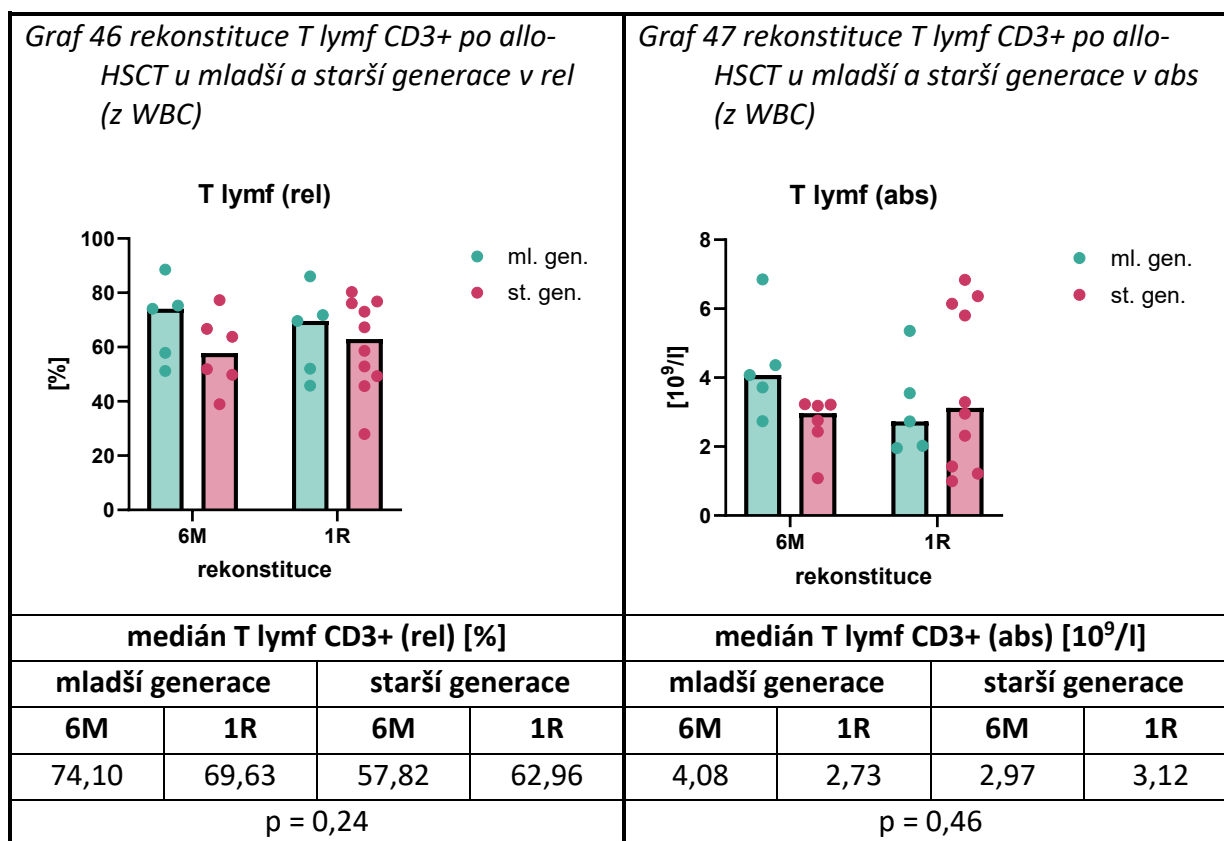 Graf 46 rekonstituce T lymf CD3+ po allo-
HSCT u mladší a starší generace v rel
(z WBC)
T lymf (rel)
100
80
60
40
20
0
[%]
6M
1R
rekonstituce
ml. gen.
st. gen.
Graf 47 rekonstituce T lymf CD3+ po allo-
HSCT u mladší a starší generace v abs
(z WBC)
T lymf (abs)
8
6
4
2
0
[10⁹/l]
6M
1R
rekonstituce
ml. gen.
st. gen.
medián T lymf CD3+ (rel) [%]
medián T lymf CD3+ (abs) [10⁹/l]
mladší generace starší generace mladší generace starší generace
6M 1R 6M 1R 6M 1R 6M 1R
74,10 69,63 57,82 62,96 4,08 2,73 2,97 3,12
p = 0,24 p = 0,46